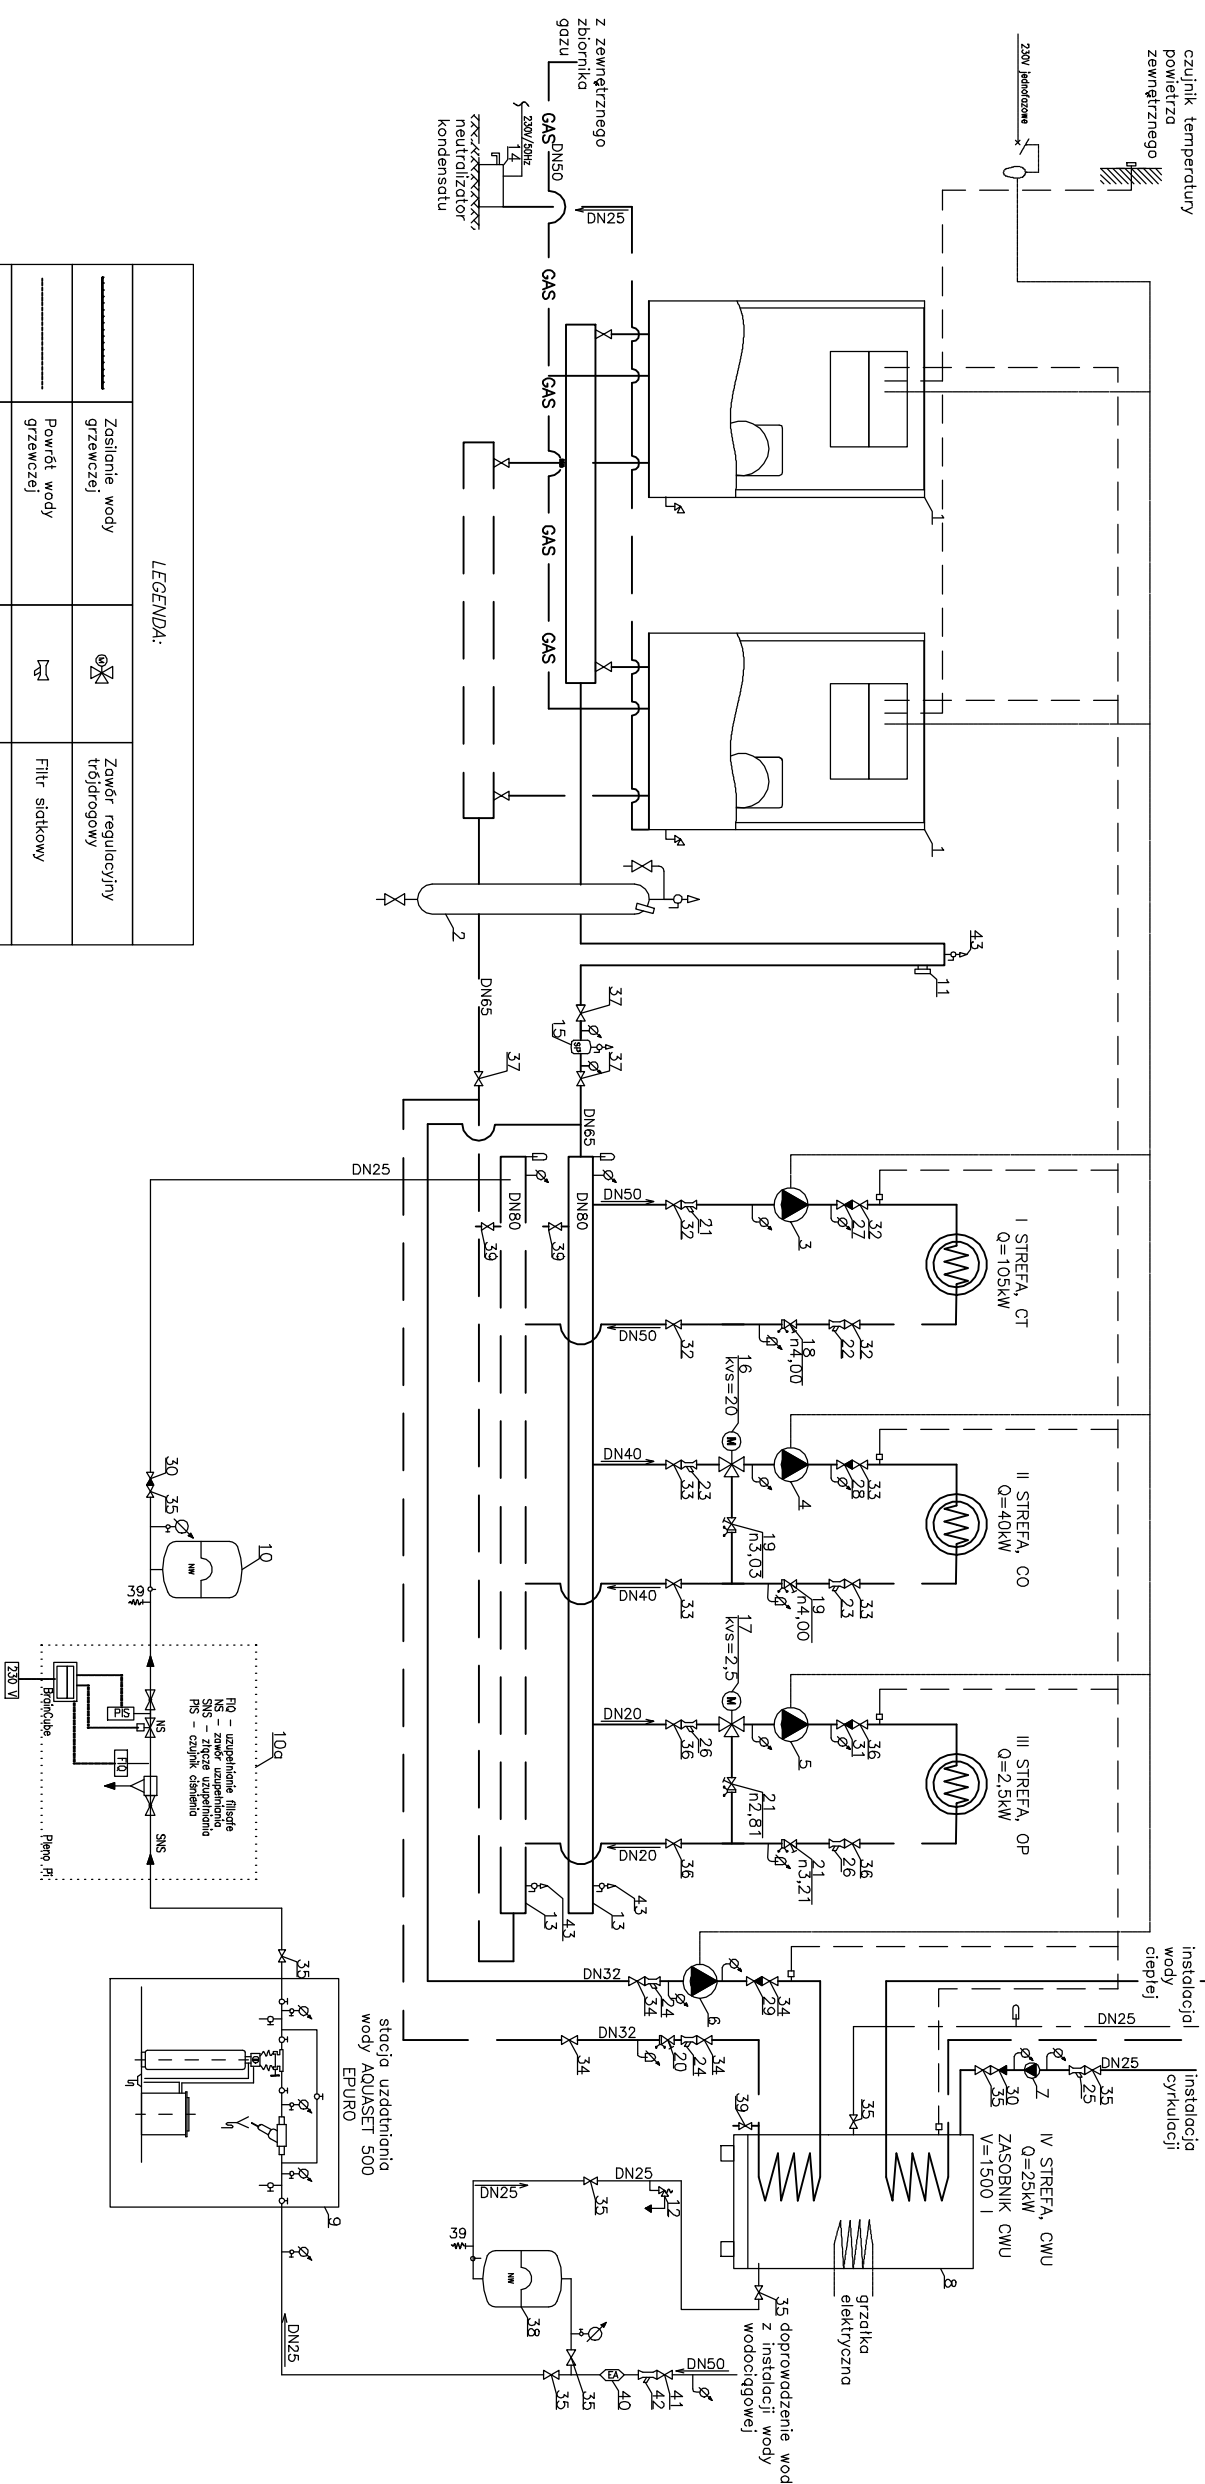 czujnik temperatury
powietrza
zewnętrznego
230V jednofazowe
z zewnętrznego
zbiornika
gazu
GAS
DN50
GAS
GAS
GAS
GAS
230V/50Hz
14
neutralizator
kondensatu
DN25
1
1
2
43
11
37
15
SP
37
DN65
37
DN65
DN80
DN80
39
39
DN50
32
21
3
27
32
I STREFA, CT
Q=105kW
32
22
18
n4,00
32
DN50
16
kvs=20
M
DN40
33
23
4
28
33
II STREFA, CO
Q=40kW
33
23
19
n4,00
19
n3,03
33
DN40
17
kvs=2,5
M
DN20
36
26
5
31
36
III STREFA, OP
Q=2,5kW
36
26
21
n3,21
21
n2,81
36
DN20
43
13
43
13
DN32
34
24
6
29
34
DN32
34
20
24
34
instalacja
wody
ciepłej
DN25
DN25
instalacja
cyrkulacji
35
30
7
25
35
35
39
IV STREFA, CWU
Q=25kW
ZASOBNIK CWU
V=1500 l
8
grzałka
elektryczna
35
doprowadzenie wod
z instalacji wody
wodociągowej
DN50
41
42
EA
40
35
35
38
NW
39
DN25
DN25
35
12
DN25
30
35
10
NW
39
10a
FIQ – uzupełnianie fillsafe
NS – zawór uzupełniania
SNS – złącze uzupełniania
PIS – czujnik ciśnienia
PIS
NS
FIQ
SNS
BrainCube
230 V
Pleno PI
35
stacja uzdatniania
wody AQUASET 500
EPURO
9
DN25
LEGENDA:
Zasilanie wody
grzewczej
M
Zawór regulacyjny
trójdrogowy
Powrót wody
grzewczej
Filtr siatkowy